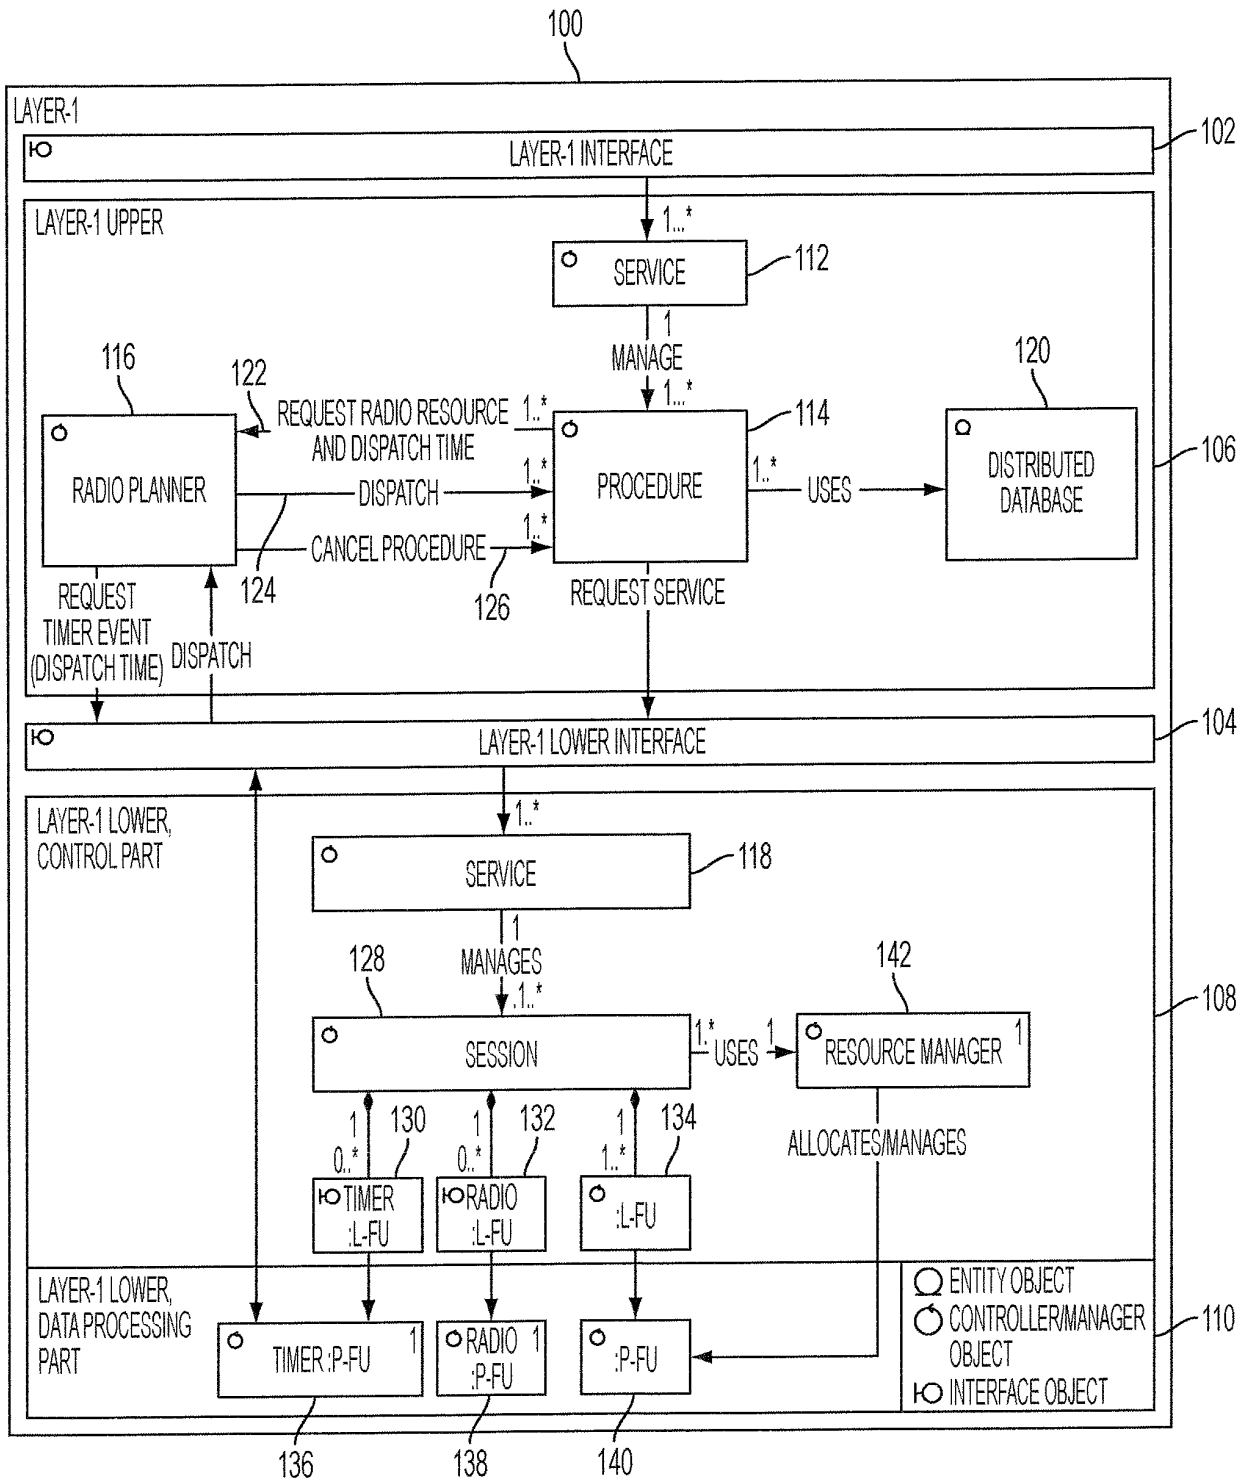 100
LAYER-1
LAYER-1 INTERFACE
102
LAYER-1 UPPER
1...*
SERVICE
112
1
MANAGE
1...*
116
122
120
REQUEST RADIO RESOURCE
AND DISPATCH TIME
1..*
114
RADIO PLANNER
DISPATCH
1..*
PROCEDURE
1..*
USES
DISTRIBUTED
DATABASE
106
CANCEL PROCEDURE
1..*
124
126
REQUEST
TIMER EVENT
(DISPATCH TIME)
DISPATCH
REQUEST SERVICE
LAYER-1 LOWER INTERFACE
104
LAYER-1 LOWER,
CONTROL PART
1..*
SERVICE
118
1
MANAGES
.1..*
128
142
108
SESSION
1.*
USES
1
RESOURCE MANAGER
1
1
0..*
130
1
0..*
132
1
1..*
134
ALLOCATES/MANAGES
TIMER
:L-FU
RADIO
:L-FU
:L-FU
LAYER-1 LOWER,
DATA PROCESSING
PART
TIMER :P-FU
1
RADIO
:P-FU
1
:P-FU
ENTITY OBJECT
CONTROLLER/MANAGER
OBJECT
INTERFACE OBJECT
110
136
138
140